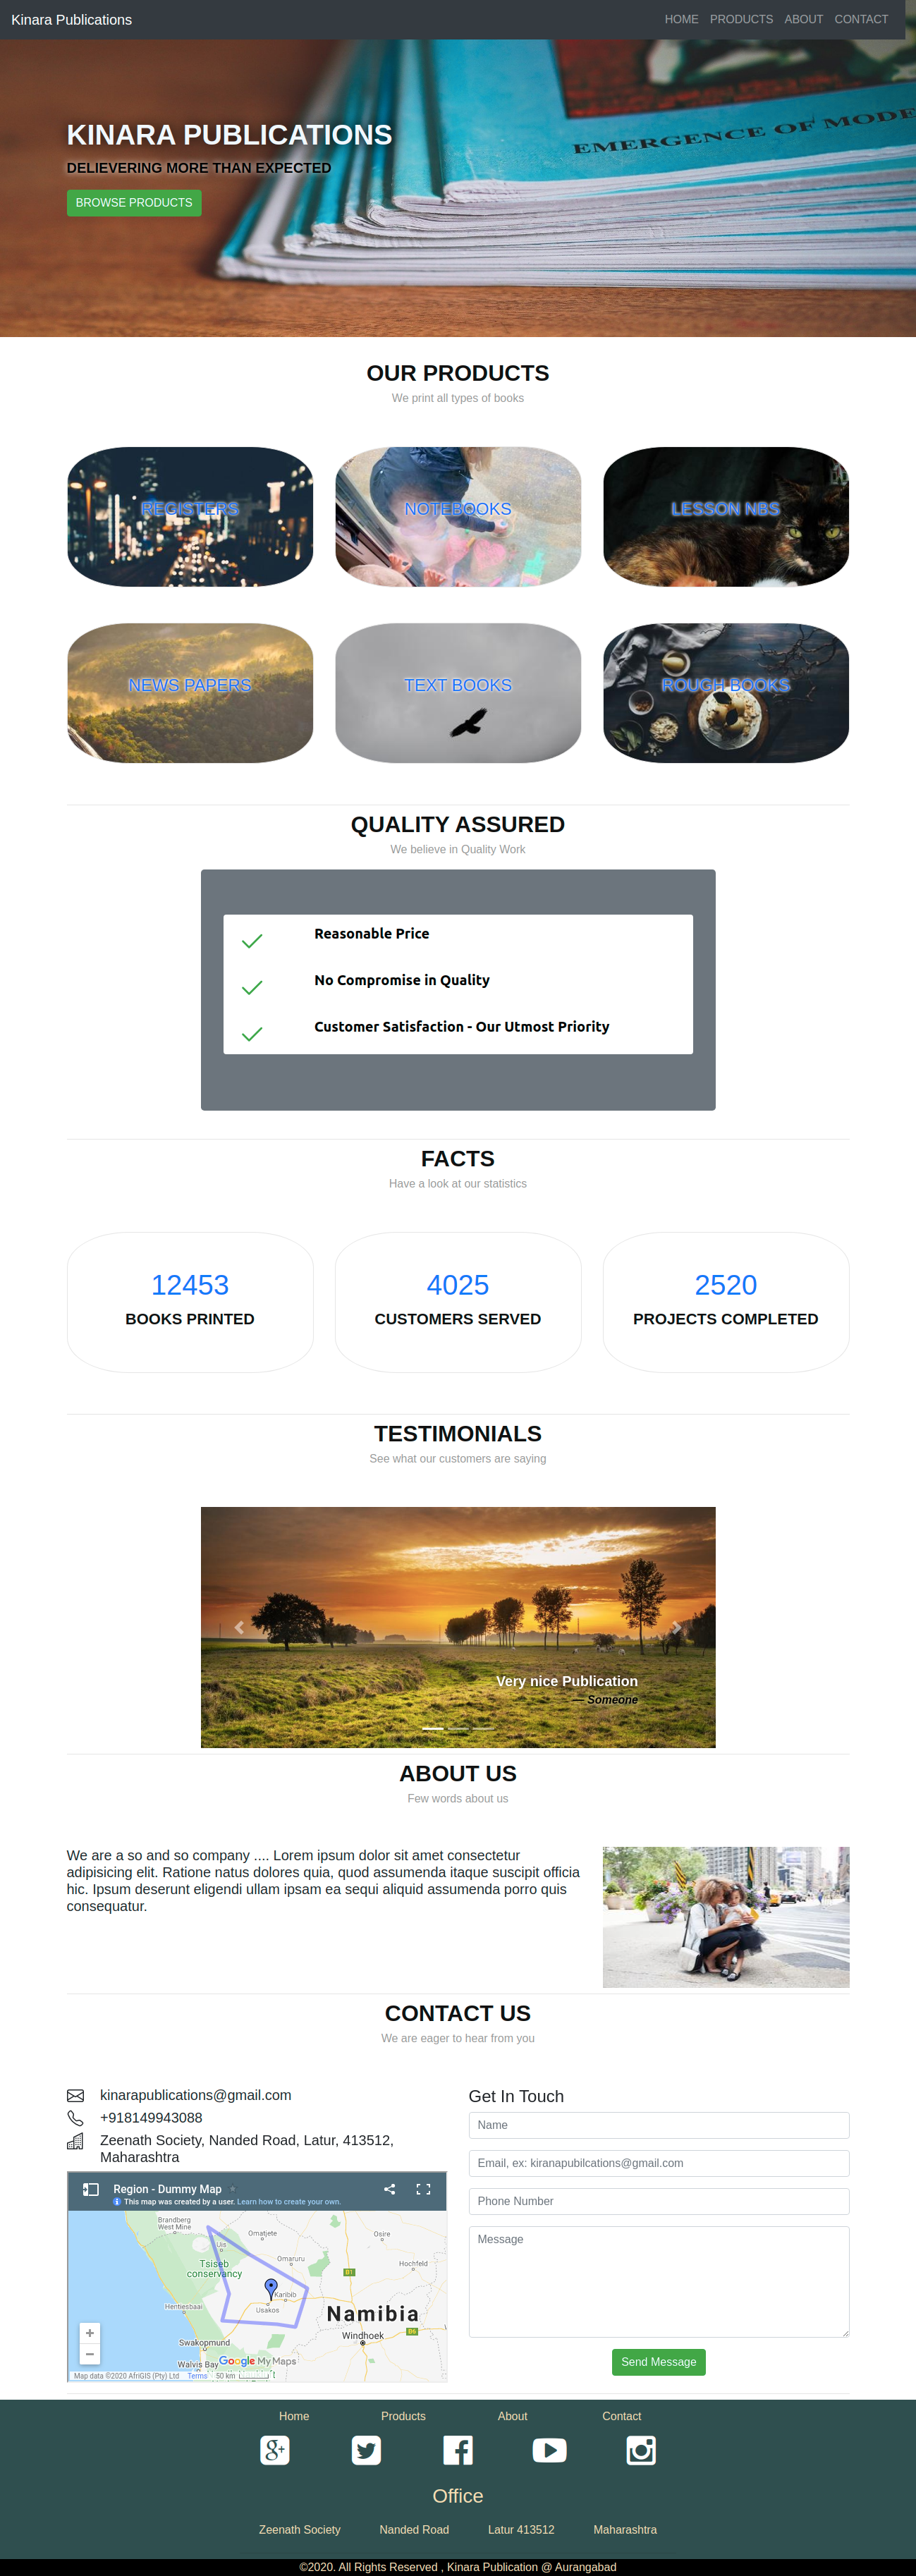 Kinara Publications
HOME PRODUCTS ABOUT CONTACT
EMERGENCE OF MODE
KINARA PUBLICATIONS
DELIEVERING MORE THAN EXPECTED
BROWSE PRODUCTS
OUR PRODUCTS
We print all types of books
REGISTERS
NOTEBOOKS
LESSON NBS
NEWS PAPERS
TEXT BOOKS
ROUGH BOOKS
QUALITY ASSURED
We believe in Quality Work
Reasonable Price
No Compromise in Quality
Customer Satisfaction - Our Utmost Priority
FACTS
Have a look at our statistics
12453
BOOKS PRINTED
4025
CUSTOMERS SERVED
2520
PROJECTS COMPLETED
TESTIMONIALS
See what our customers are saying
Very nice Publication
— Someone
ABOUT US
Few words about us
We are a so and so company .... Lorem ipsum dolor sit amet consectetur
adipisicing elit. Ratione natus dolores quia, quod assumenda itaque suscipit officia
hic. Ipsum deserunt eligendi ullam ipsam ea sequi aliquid assumenda porro quis
consequatur.
CONTACT US
We are eager to hear from you
kinarapublications@gmail.com
+918149943088
Zeenath Society, Nanded Road, Latur, 413512,
Maharashtra
Region - Dummy Map
This map was created by a user. Learn how to create your own.
Brandberg
West Mine
Omatjete
Osire
Uis
Omaruru
Hochfeld
Tsiseb
conservancy
B1
Karibib
Hentiesbaai
Usakos
Namibia
D6
Swakopmund
Windhoek
Walvis Bay
Google My Maps
Map data ©2020 AfriGIS (Pty) Ltd Terms 50 km
Get In Touch
Name
Email, ex: kiranapubilcations@gmail.com
Phone Number
Message
Send Message
Home Products About Contact
Office
Zeenath Society Nanded Road Latur 413512 Maharashtra
©2020. All Rights Reserved , Kinara Publication @ Aurangabad